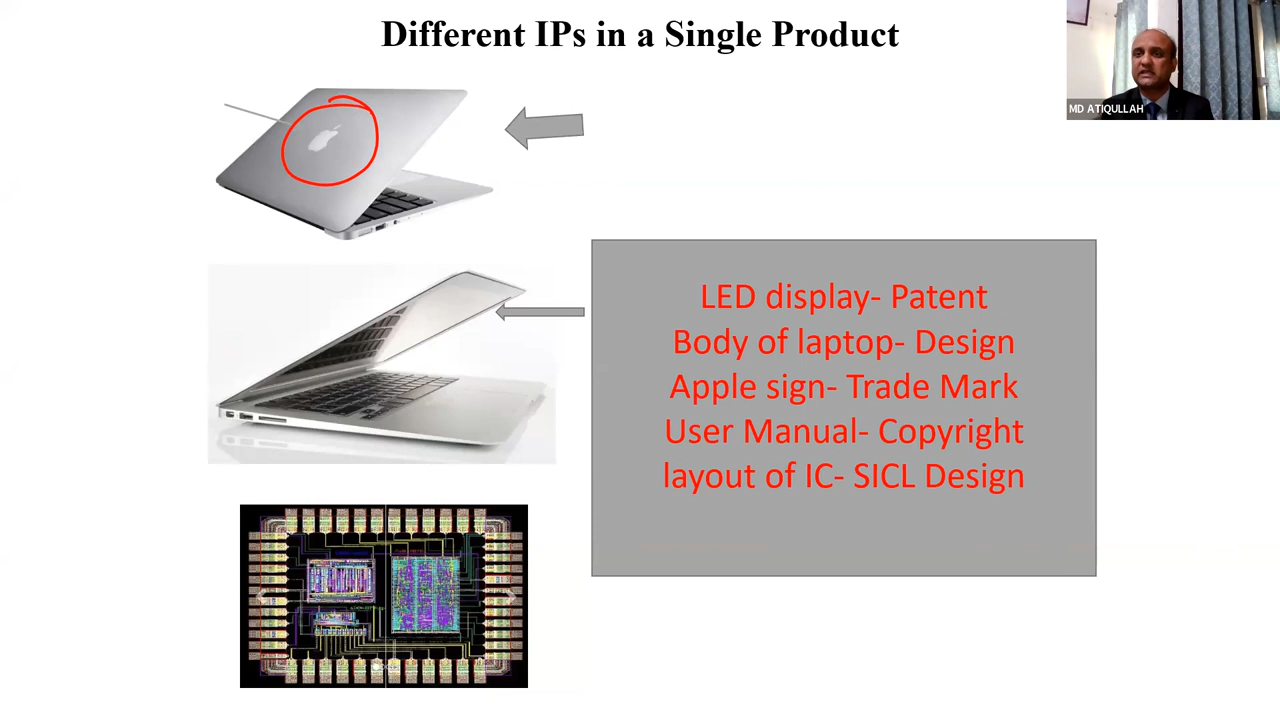 Different IPs in a Single Product
MD ATIQULLAH
LED display- Patent
Body of laptop- Design
Apple sign- Trade Mark
User Manual- Copyright
layout of IC- SICL Design